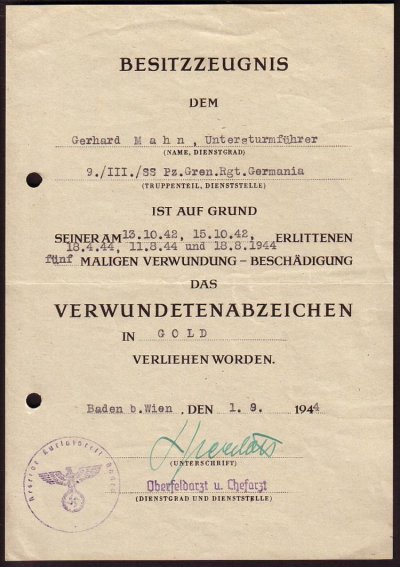 BESITZZEUGNIS
DEM
Gerhard Mahn, Untersturmführer
(NAME, DIENSTGRAD)
9./III./SS Pz.Gren.Rgt.Germania
(TRUPPENTEIL, DIENSTSTELLE)
IST AUF GRUND
SEINER AM 13.10.42, 15.10.42, ERLITTENEN
18.4.44, 11.8.44 und 18.8.1944
fünf MALIGEN VERWUNDUNG – BESCHÄDIGUNG
DAS
VERWUNDETENABZEICHEN
IN GOLD
VERLIEHEN WORDEN.
Baden b.Wien, DEN 1. 9. 1944
(UNTERSCHRIFT)
Oberfeldarzt u. Chefarzt
(DIENSTGRAD UND DIENSTSTELLE)